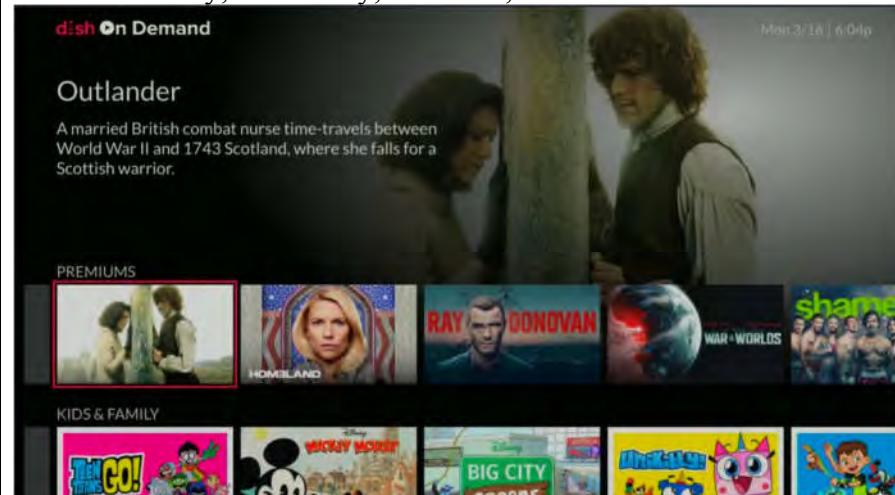 dish On Demand
Mon 3/16 | 6:04p
Outlander
A married British combat nurse time-travels between
World War II and 1743 Scotland, where she falls for a
Scottish warrior.
PREMIUMS
HOMELAND
RAY DONOVAN
WAR OF THE WORLDS
shame
KIDS & FAMILY
TEEN TITANS GO!
Disney
MICKEY MOUSE
BIG CITY
UniKitty!